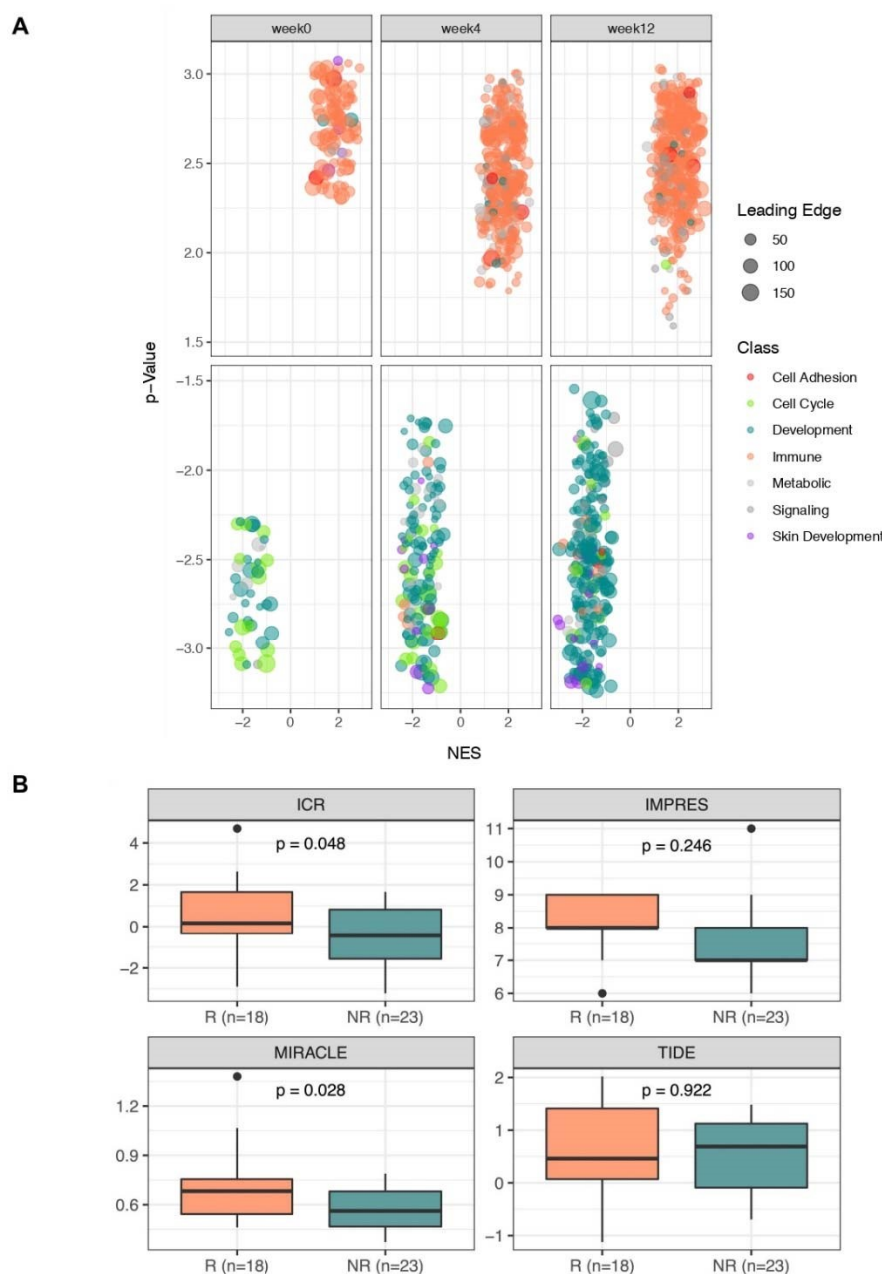 A
week0 week4 week12
3.0
2.5
2.0
1.5
−1.5
−2.0
−2.5
−3.0
p−Value
−2 0 2 −2 0 2 −2 0 2
NES
Leading Edge
50
100
150
Class
Cell Adhesion
Cell Cycle
Development
Immune
Metabolic
Signaling
Skin Development
B
ICR
p = 0.048
4
2
0
−2
R (n=18) NR (n=23)
IMPRES
p = 0.246
11
10
9
8
7
6
R (n=18) NR (n=23)
MIRACLE
p = 0.028
1.2
0.9
0.6
R (n=18) NR (n=23)
TIDE
p = 0.922
2
1
0
−1
R (n=18) NR (n=23)